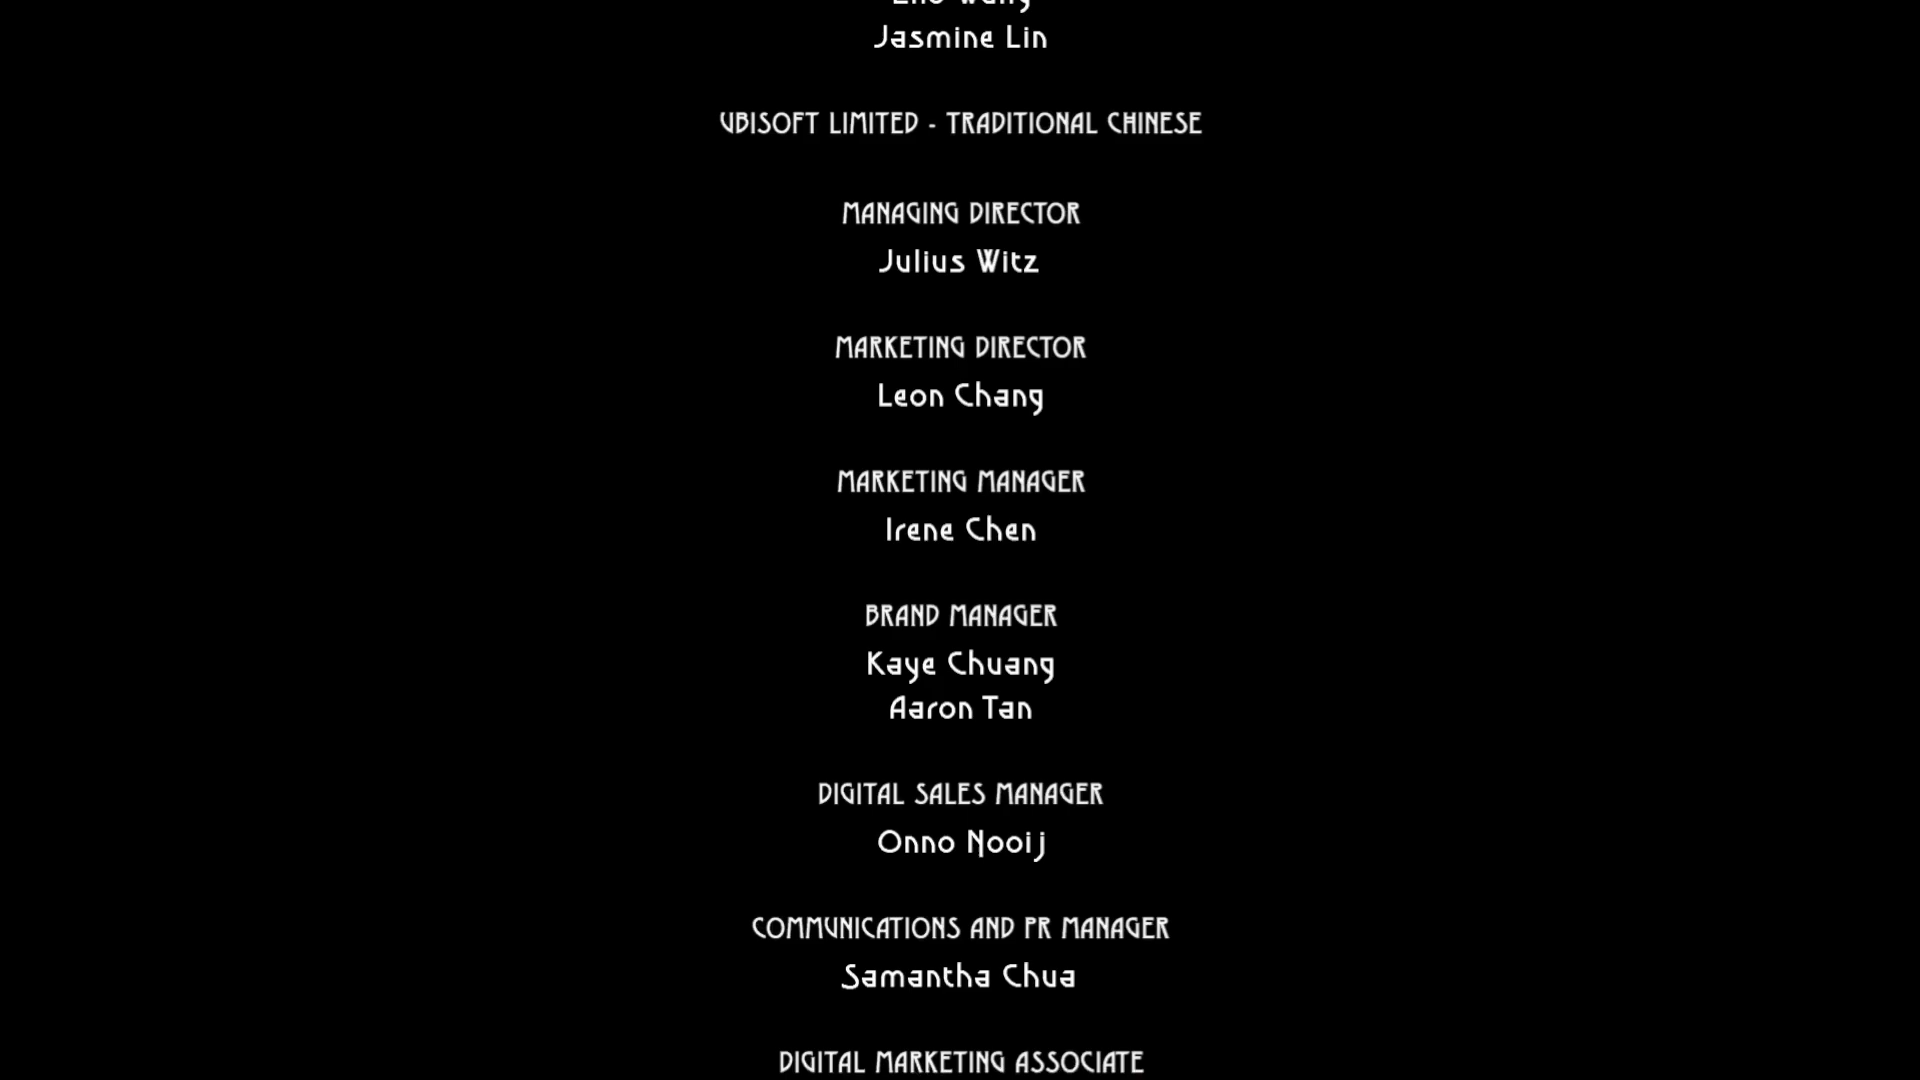 Jasmine Lin
UBISOFT LIMITED - TRADITIONAL CHINESE
MANAGING DIRECTOR
Julius Witz
MARKETING DIRECTOR
Leon Chang
MARKETING MANAGER
Irene Chen
BRAND MANAGER
Kaye Chuang
Aaron Tan
DIGITAL SALES MANAGER
Onno Nooij
COMMUNICATIONS AND PR MANAGER
Samantha Chua
DIGITAL MARKETING ASSOCIATE